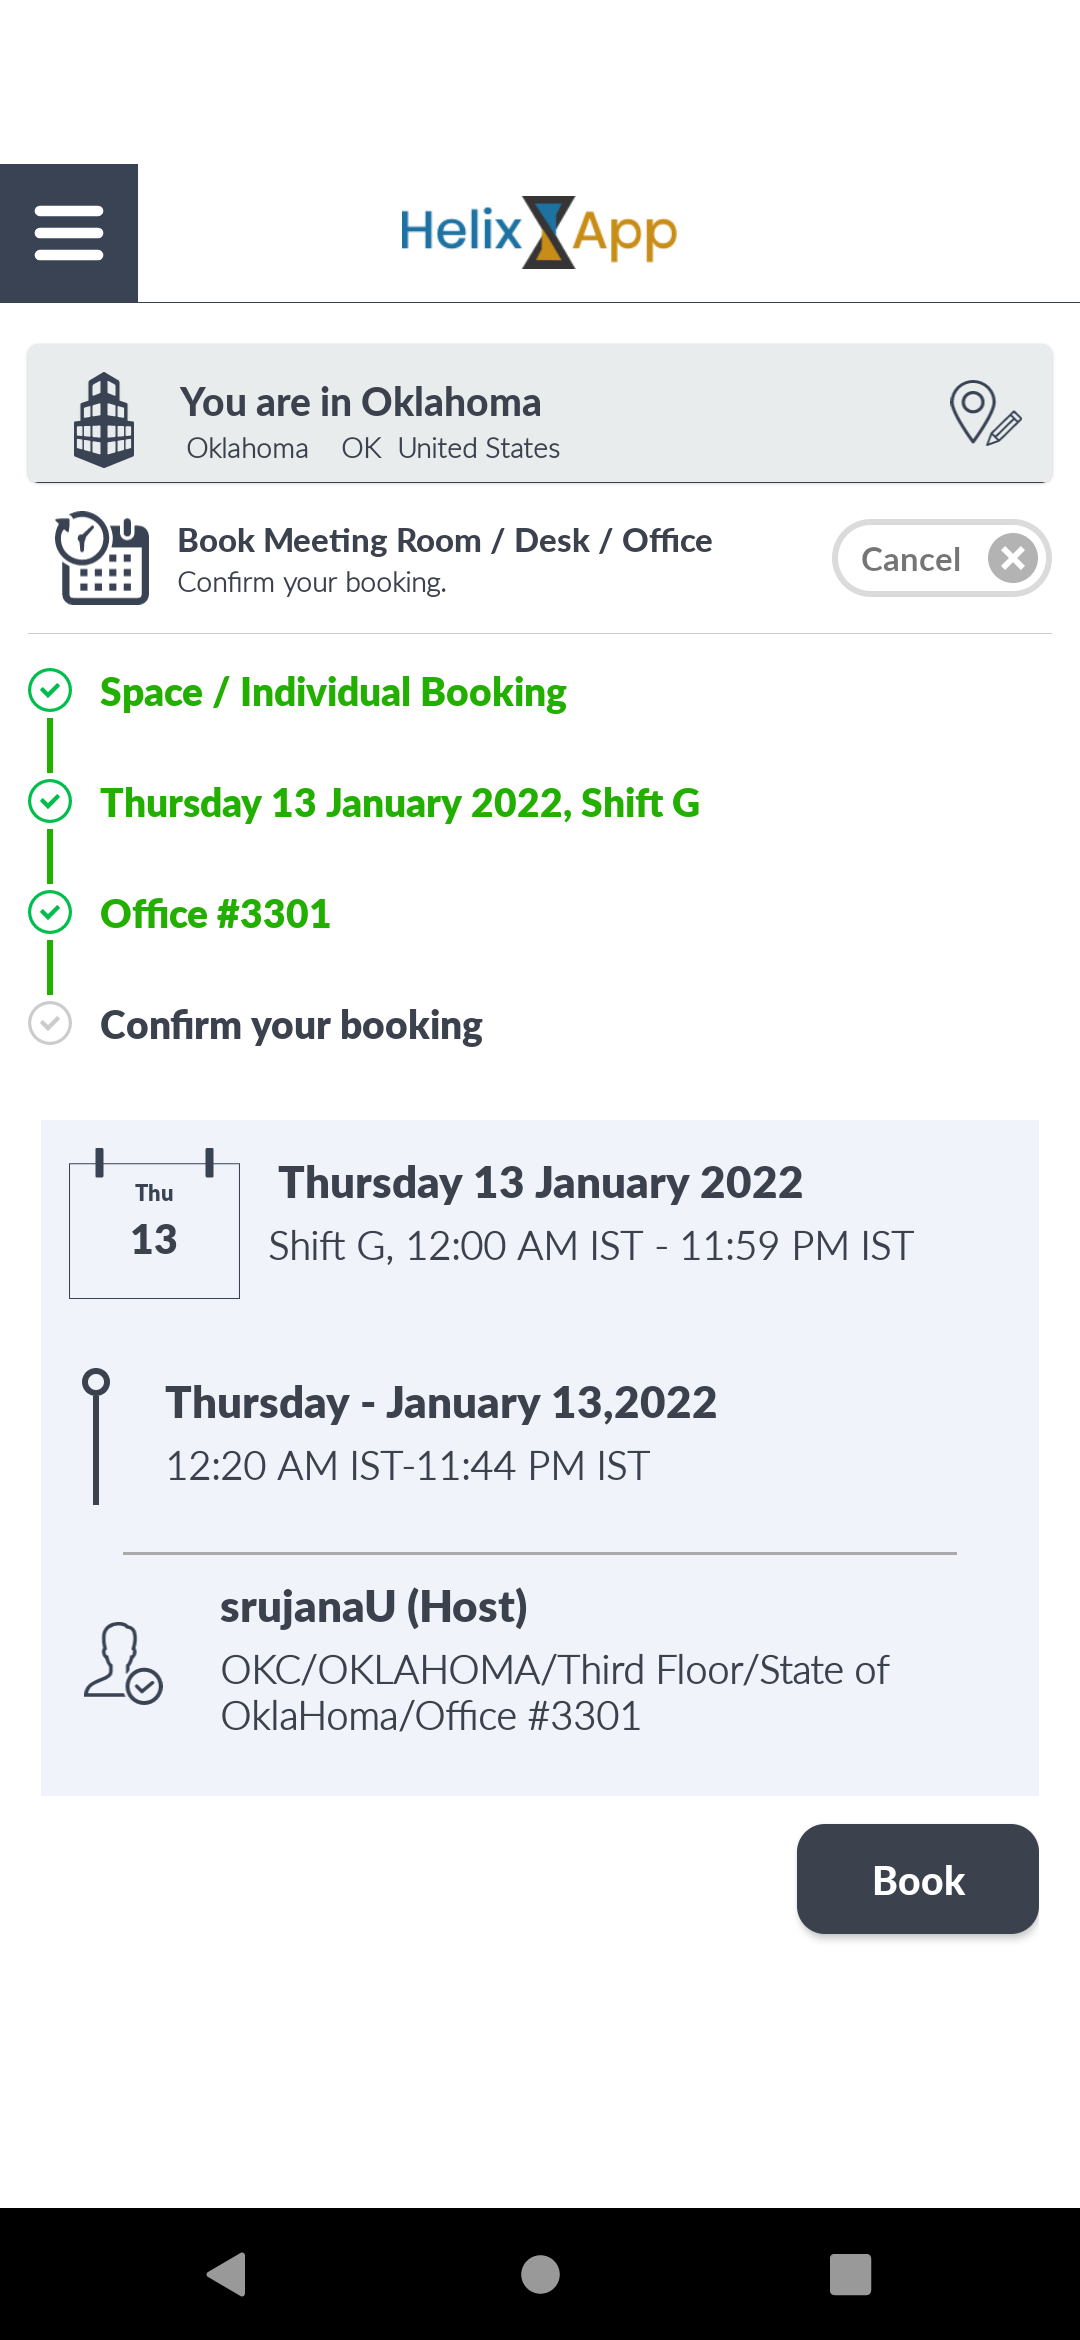 Helix App
You are in Oklahoma
Oklahoma OK United States
Book Meeting Room / Desk / Office
Confirm your booking.
Cancel
Space / Individual Booking
Thursday 13 January 2022, Shift G
Office #3301
Confirm your booking
Thu
13
Thursday 13 January 2022
Shift G, 12:00 AM IST - 11:59 PM IST
Thursday - January 13,2022
12:20 AM IST-11:44 PM IST
srujanaU (Host)
OKC/OKLAHOMA/Third Floor/State of
OklaHoma/Office #3301
Book